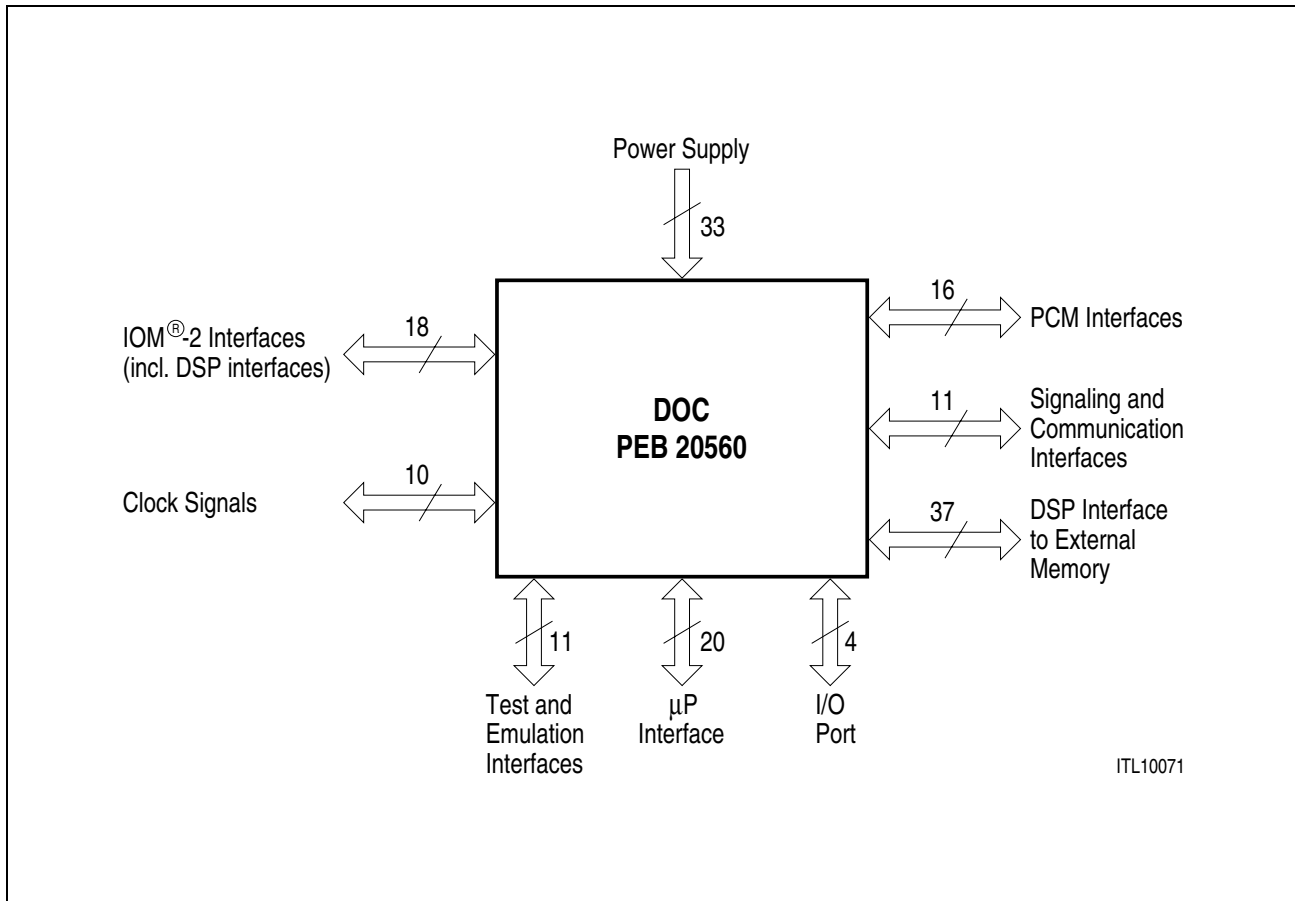 Power Supply
33
18
IOM®-2 Interfaces
(incl. DSP interfaces)
16
PCM Interfaces
DOC
PEB 20560
11
Signaling and
Communication
Interfaces
10
Clock Signals
37
DSP Interface
to External
Memory
11
Test and
Emulation
Interfaces
20
µP
Interface
4
I/O
Port
ITL10071